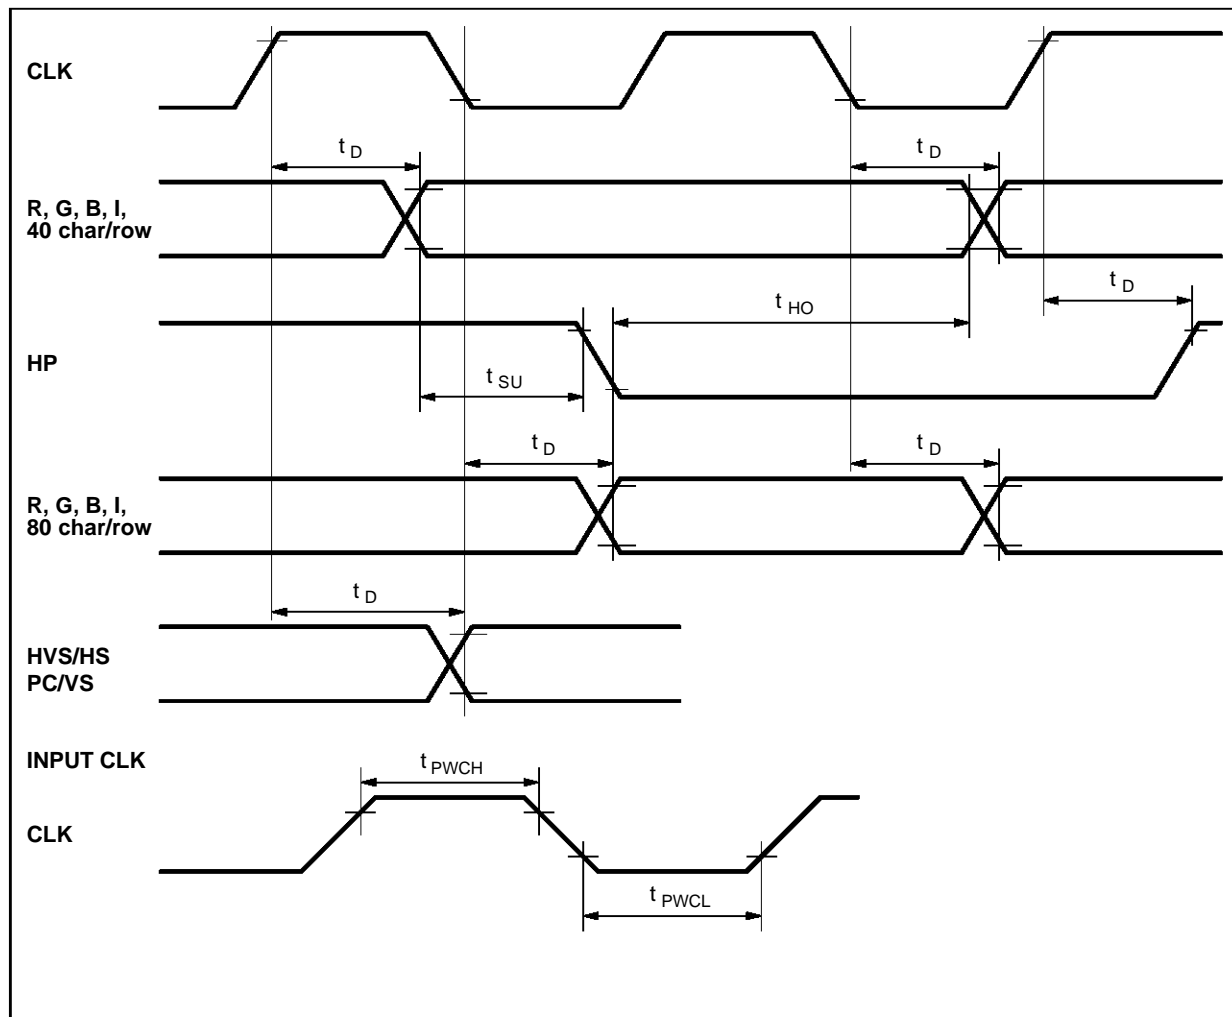 CLK
t D
t D
R, G, B, I,
40 char/row
t D
t HO
HP
t SU
t D
t D
R, G, B, I,
80 char/row
t D
HVS/HS
PC/VS
INPUT CLK
t PWCH
CLK
t PWCL